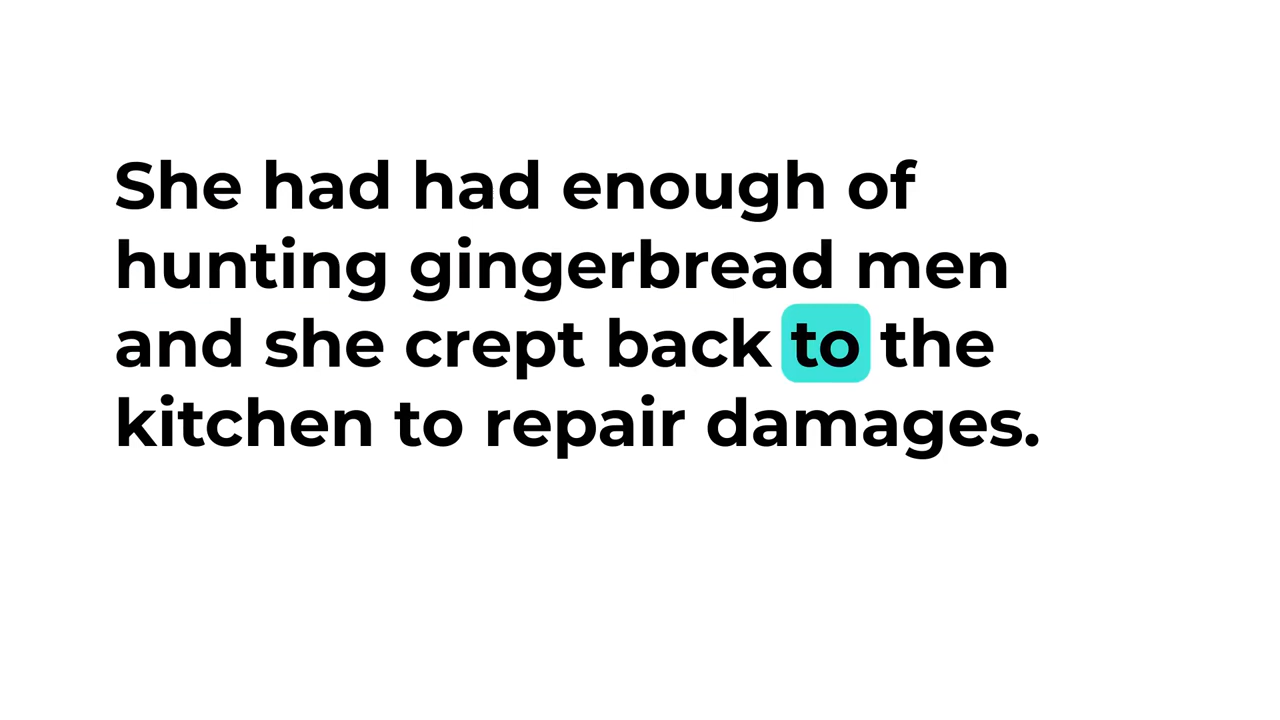 She had had enough of
hunting gingerbread men
and she crept back to the
kitchen to repair damages.